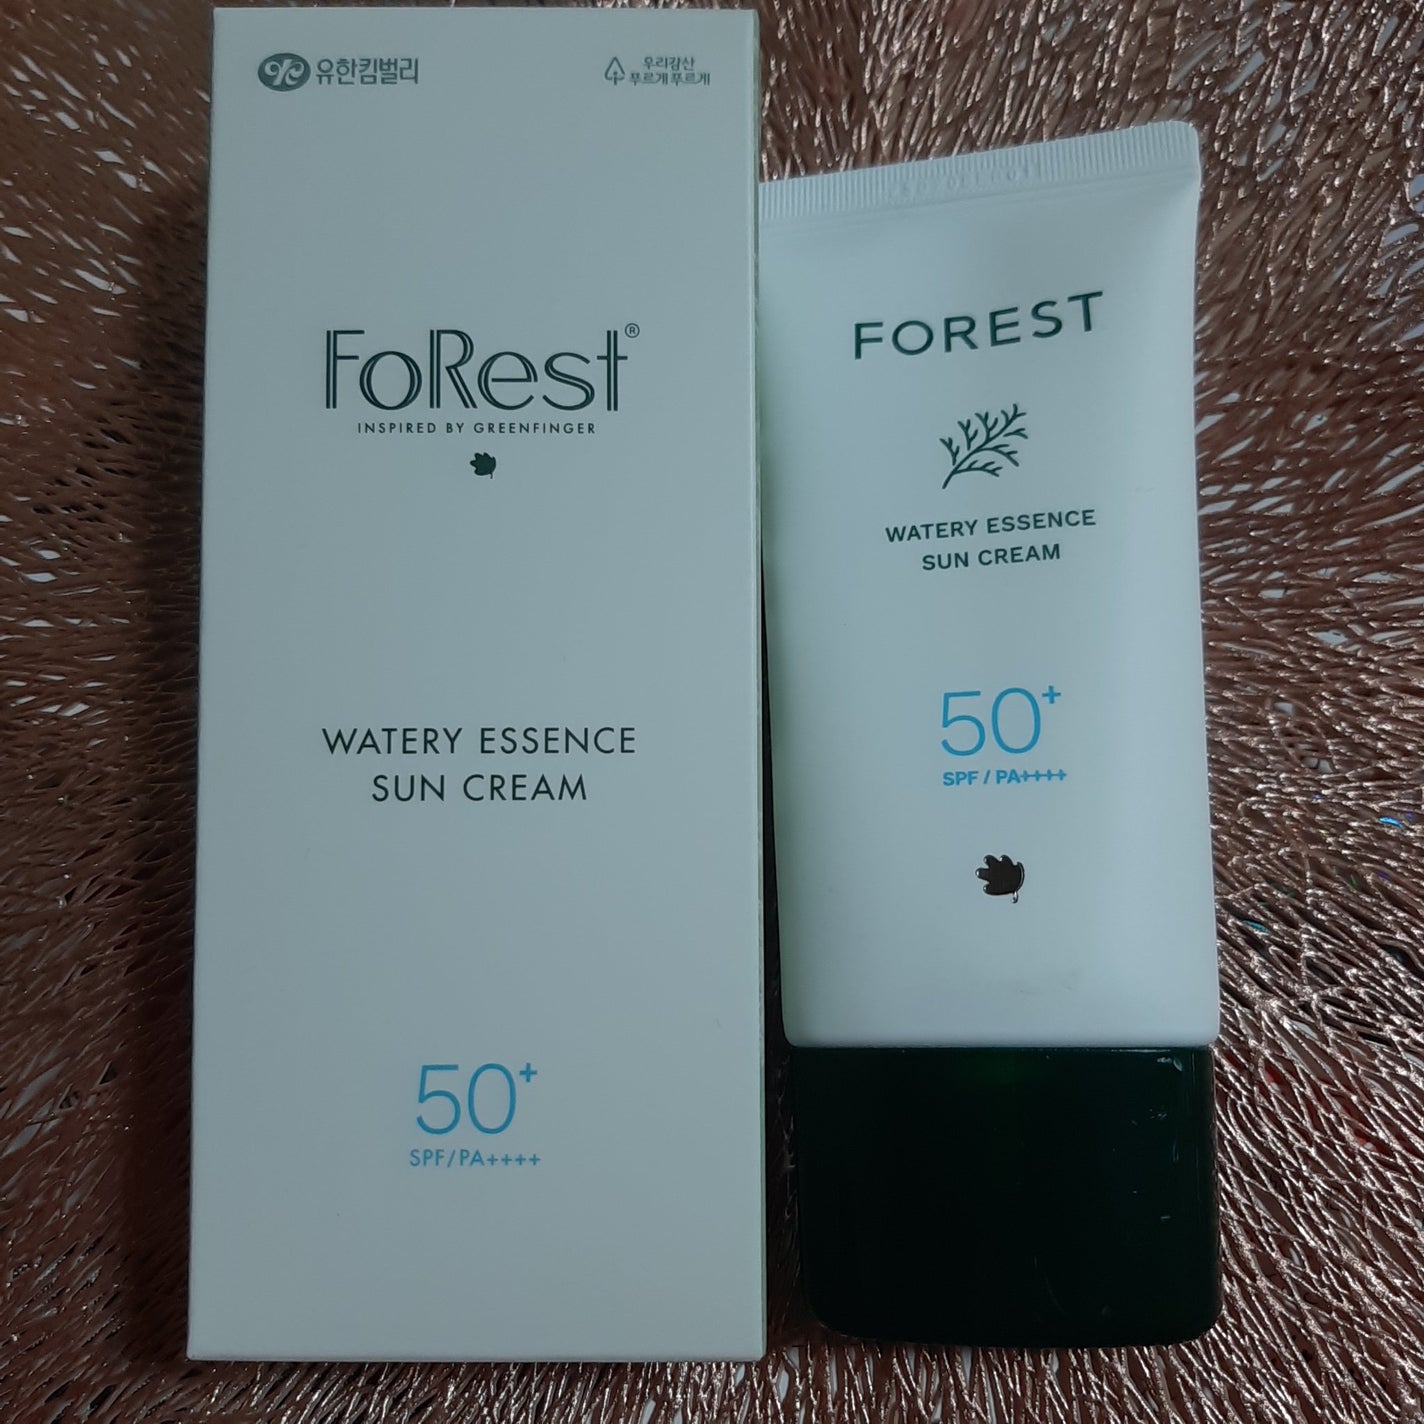 유한킴벌리
우리강산
푸르게 푸르게
FoRest®
INSPIRED BY GREENFINGER
WATERY ESSENCE
SUN CREAM
50+
SPF/PA++++
FOREST
WATERY ESSENCE
SUN CREAM
50+
SPF / PA++++